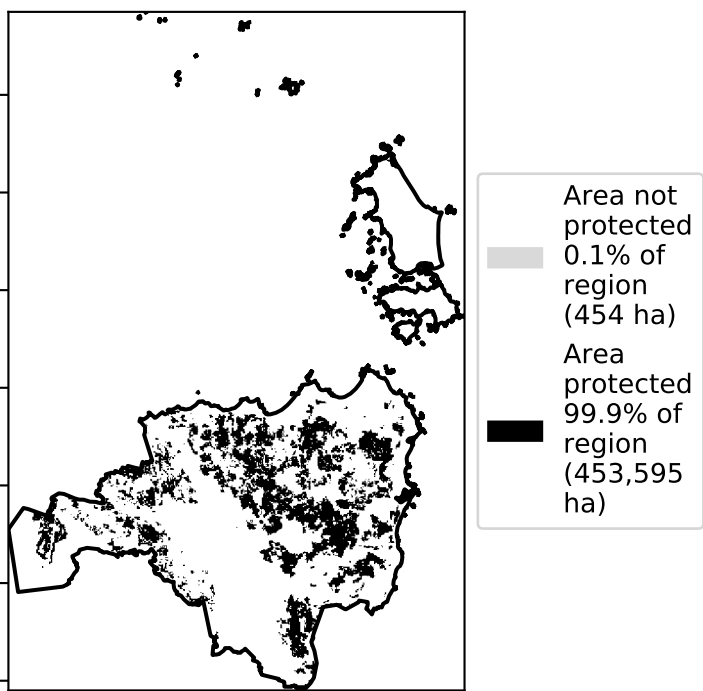 Area not
protected
0.1% of
region
(454 ha)
Area
protected
99.9% of
region
(453,595
ha)